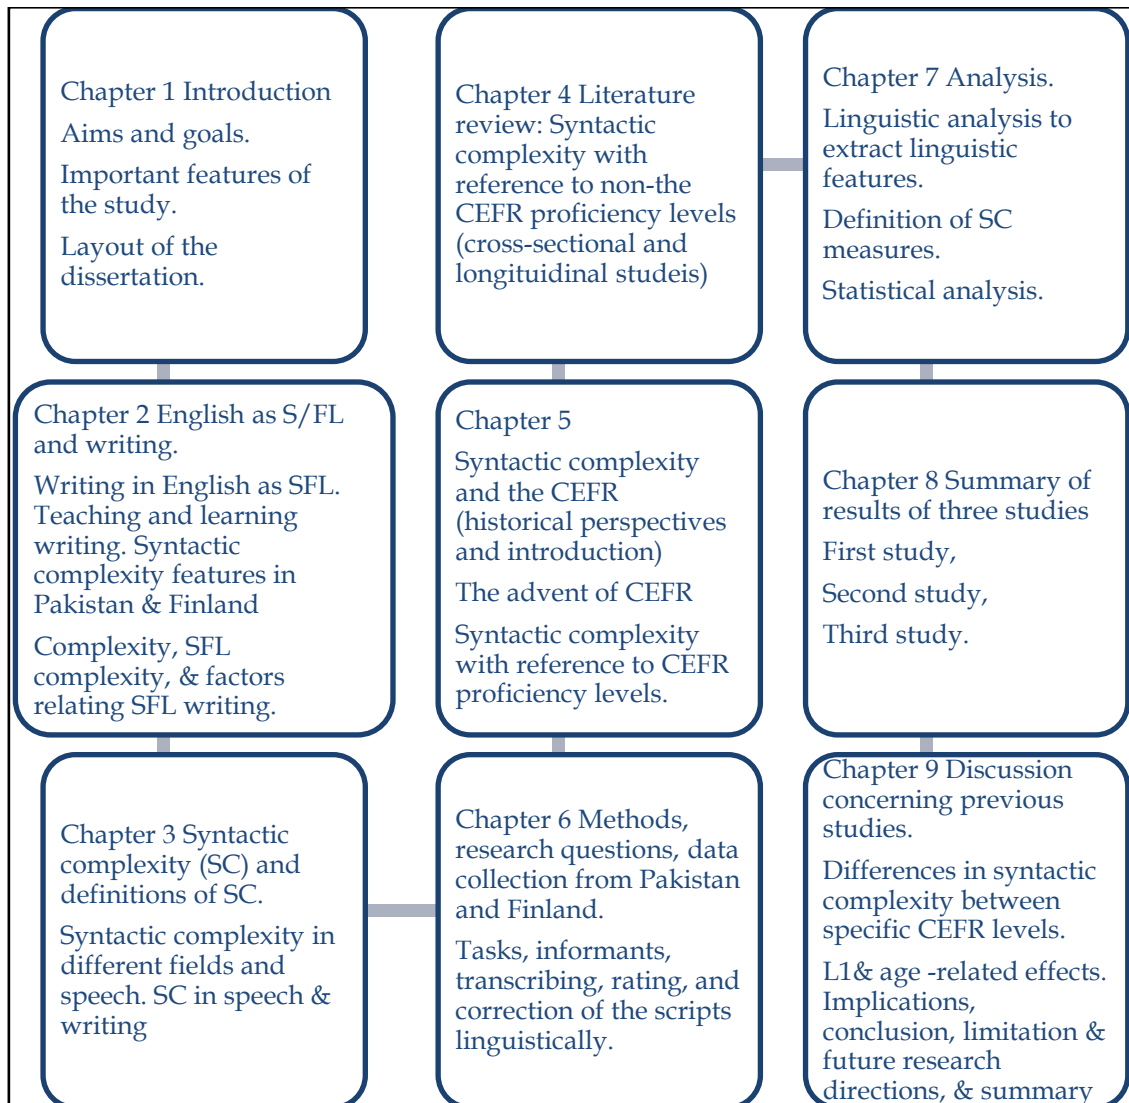 Chapter 1 Introduction
Aims and goals.
Important features of
the study.
Layout of the
dissertation.
Chapter 2 English as S/FL
and writing.
Writing in English as SFL.
Teaching and learning
writing. Syntactic
complexity features in
Pakistan & Finland
Complexity, SFL
complexity, & factors
relating SFL writing.
Chapter 3 Syntactic
complexity (SC) and
definitions of SC.
Syntactic complexity in
different fields and
speech. SC in speech &
writing
Chapter 4 Literature
review: Syntactic
complexity with
reference to non-the
CEFR proficiency levels
(cross-sectional and
longituidinal studeis)
Chapter 5
Syntactic complexity
and the CEFR
(historical perspectives
and introduction)
The advent of CEFR
Syntactic complexity
with reference to CEFR
proficiency levels.
Chapter 6 Methods,
research questions, data
collection from Pakistan
and Finland.
Tasks, informants,
transcribing, rating, and
correction of the scripts
linguistically.
Chapter 7 Analysis.
Linguistic analysis to
extract linguistic
features.
Definition of SC
measures.
Statistical analysis.
Chapter 8 Summary of
results of three studies
First study,
Second study,
Third study.
Chapter 9 Discussion
concerning previous
studies.
Differences in syntactic
complexity between
specific CEFR levels.
L1& age -related effects.
Implications,
conclusion, limitation &
future research
directions, & summary